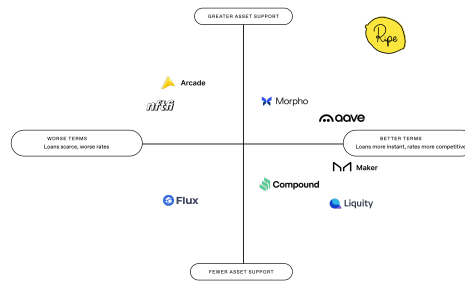 GREATER ASSET SUPPORT
Ripe
Arcade
nftfi
Morpho
aave
WORSE TERMS
Loans scarce, worse rates
BETTER TERMS
Loans more instant, rates more competitive
Maker
Compound
Flux
Liquity
FEWER ASSET SUPPORT